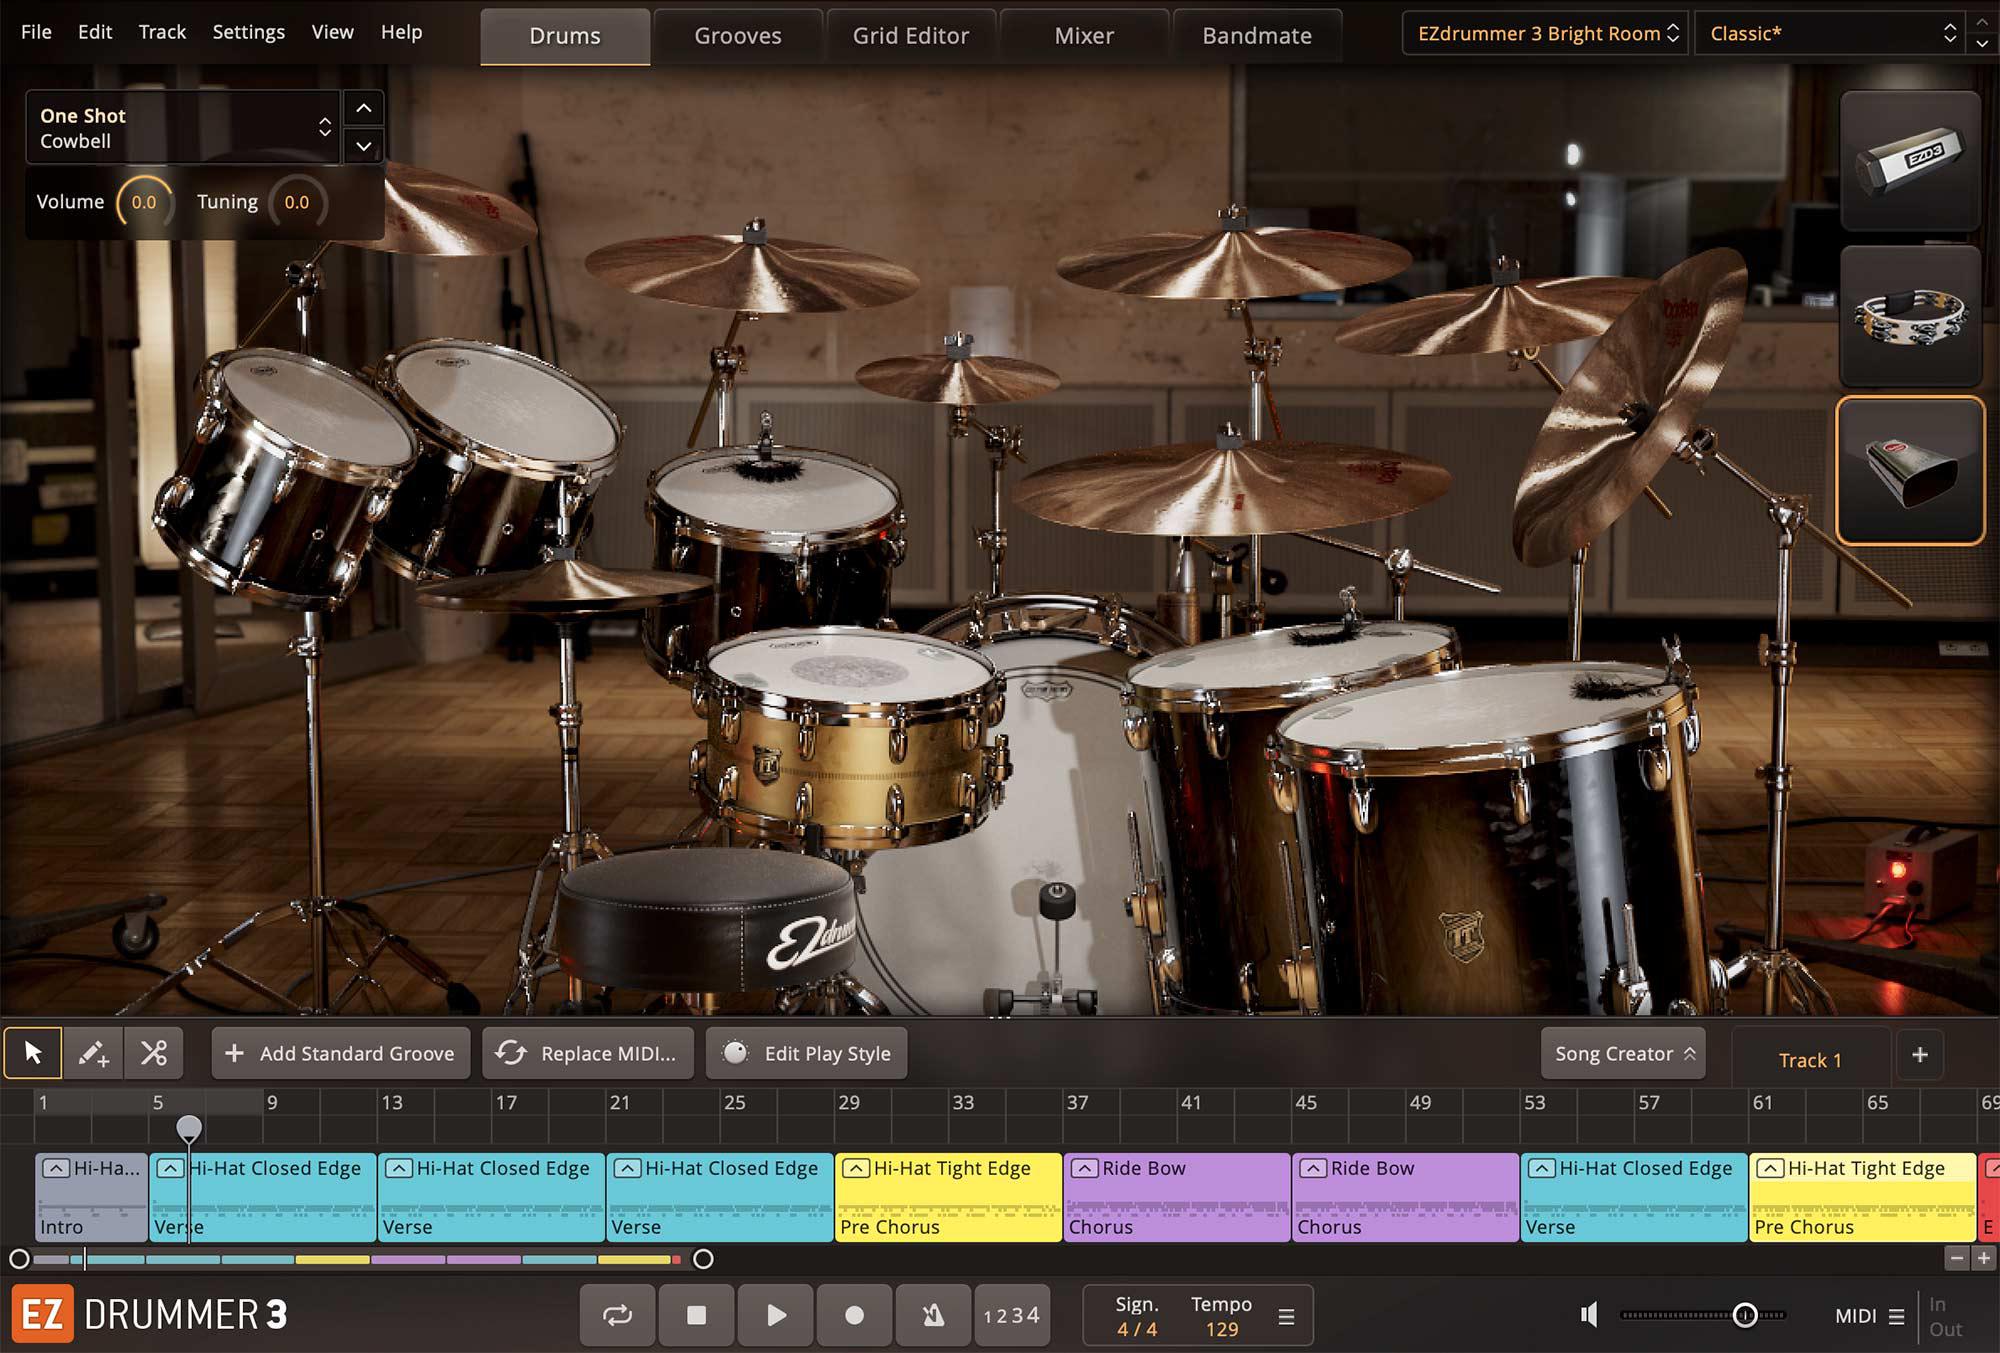 File Edit Track Settings View Help
Drums Grooves Grid Editor Mixer Bandmate
EZdrummer 3 Bright Room Classic*
One Shot
Cowbell
Volume 0.0 Tuning 0.0
EZD3
EZdrum
Add Standard Groove Replace MIDI... Edit Play Style Song Creator Track 1 +
1 5 9 13 17 21 25 29 33 37 41 45 49 53 57 61 65 69
Hi-Ha... Hi-Hat Closed Edge Hi-Hat Closed Edge Hi-Hat Closed Edge Hi-Hat Tight Edge Ride Bow Ride Bow Hi-Hat Closed Edge Hi-Hat Tight Edge
Intro Verse Verse Verse Pre Chorus Chorus Chorus Verse Pre Chorus E
EZ DRUMMER 3
1 2 3 4
Sign. Tempo
4 / 4 129
MIDI In
Out